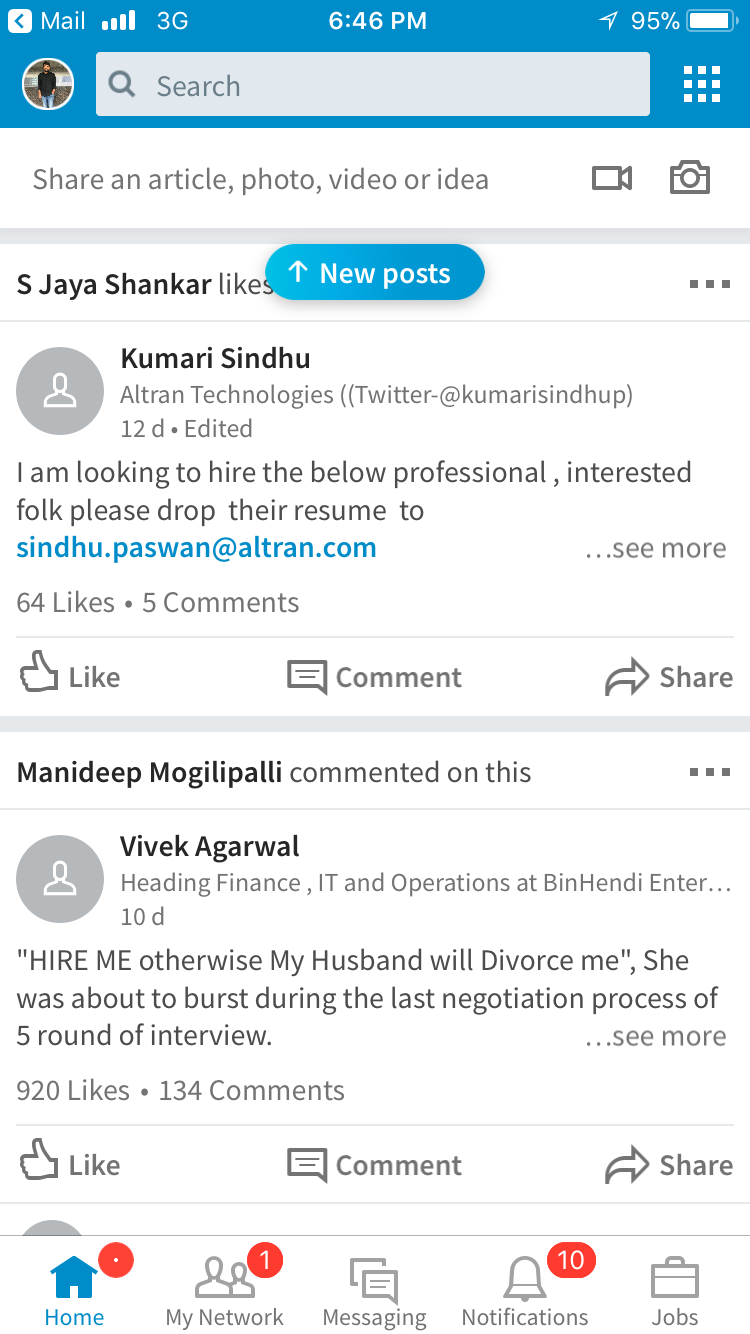 Mail 3G 6:46 PM 95%
Search
Share an article, photo, video or idea
↑ New posts
S Jaya Shankar likes
Kumari Sindhu
Altran Technologies ((Twitter-@kumarisindhup)
12 d • Edited
I am looking to hire the below professional , interested
folk please drop  their resume  to
sindhu.paswan@altran.com …see more
64 Likes • 5 Comments
Like Comment Share
Manideep Mogilipalli commented on this
Vivek Agarwal
Heading Finance , IT and Operations at BinHendi Enter…
10 d
"HIRE ME otherwise My Husband will Divorce me", She
was about to burst during the last negotiation process of
5 round of interview. …see more
920 Likes • 134 Comments
Like Comment Share
1 10
Home My Network Messaging Notifications Jobs